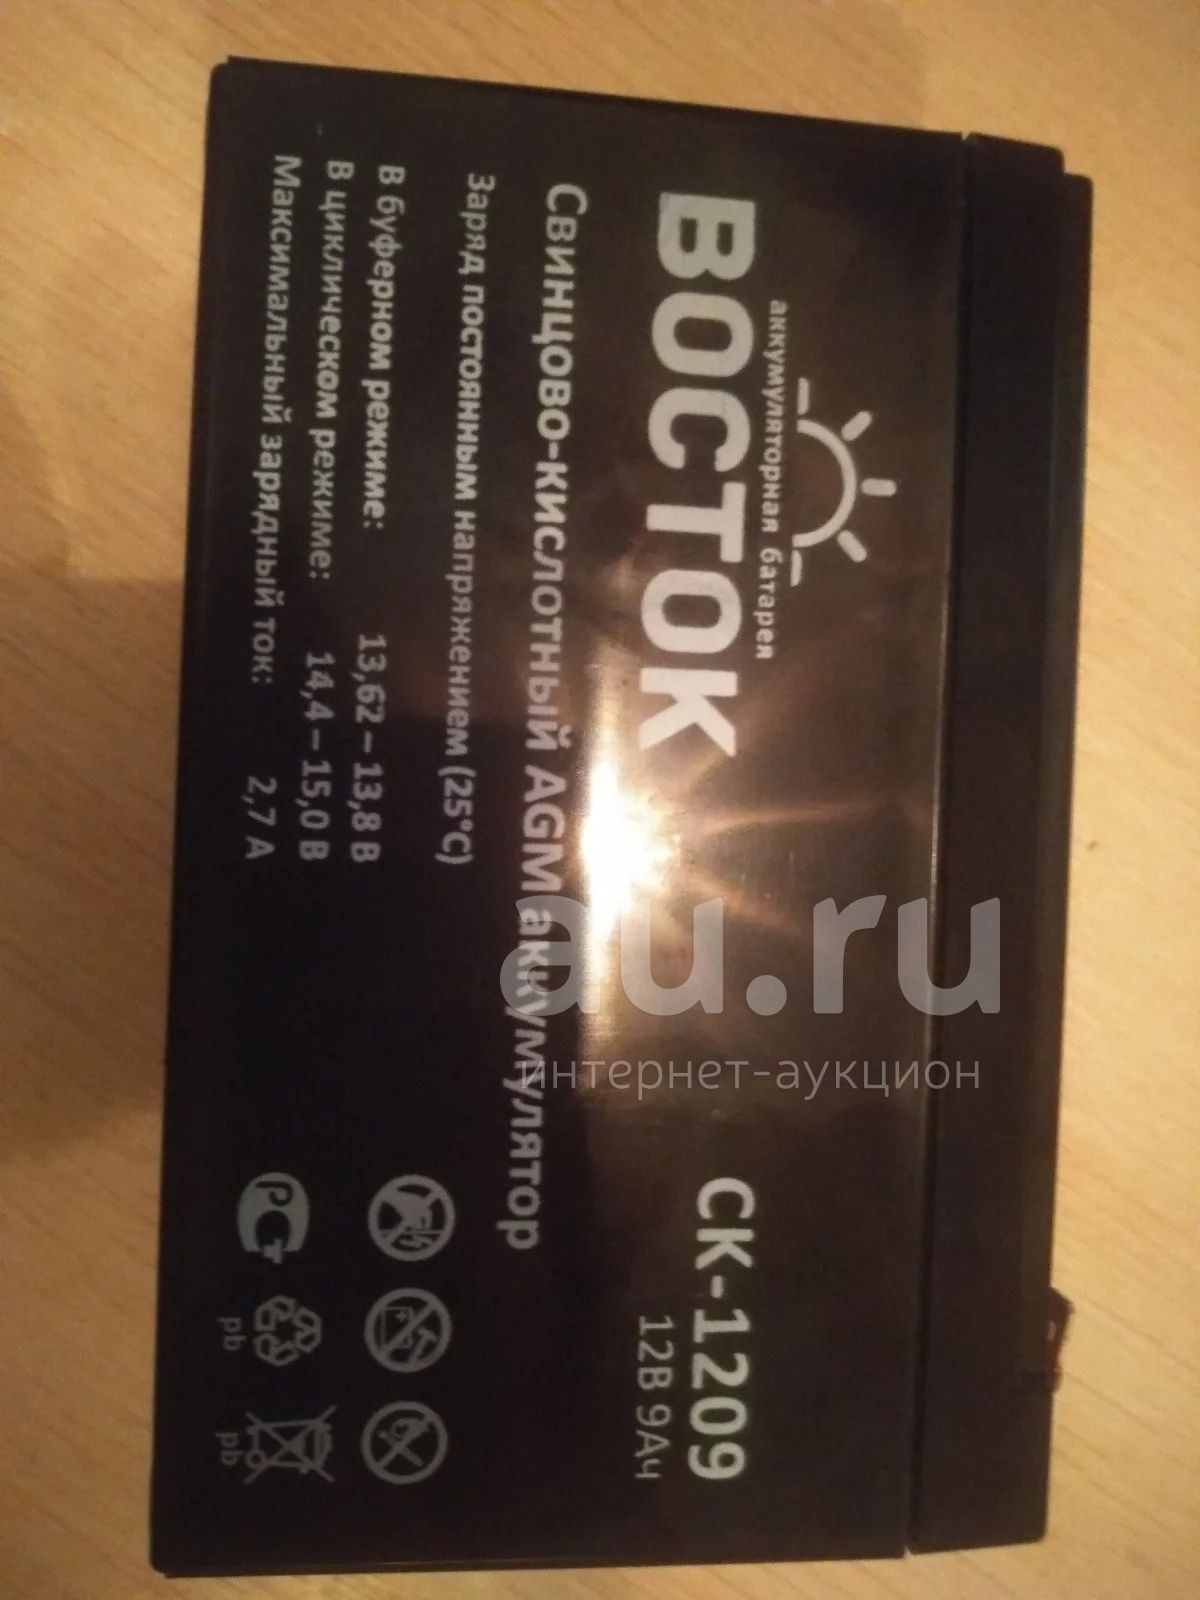 аккумуляторная батарея
ВОСТОК
СК-1209
12В 9Ач
Свинцово-кислотный AGM аккумулятор
Заряд постоянным напряжением (25°С)
В буферном режиме: 13,62–13,8 В
В циклическом режиме: 14,4–15,0 В
Максимальный зарядный ток: 2,7 А
РСт
pb
pb
au.ru
интернет-аукцион